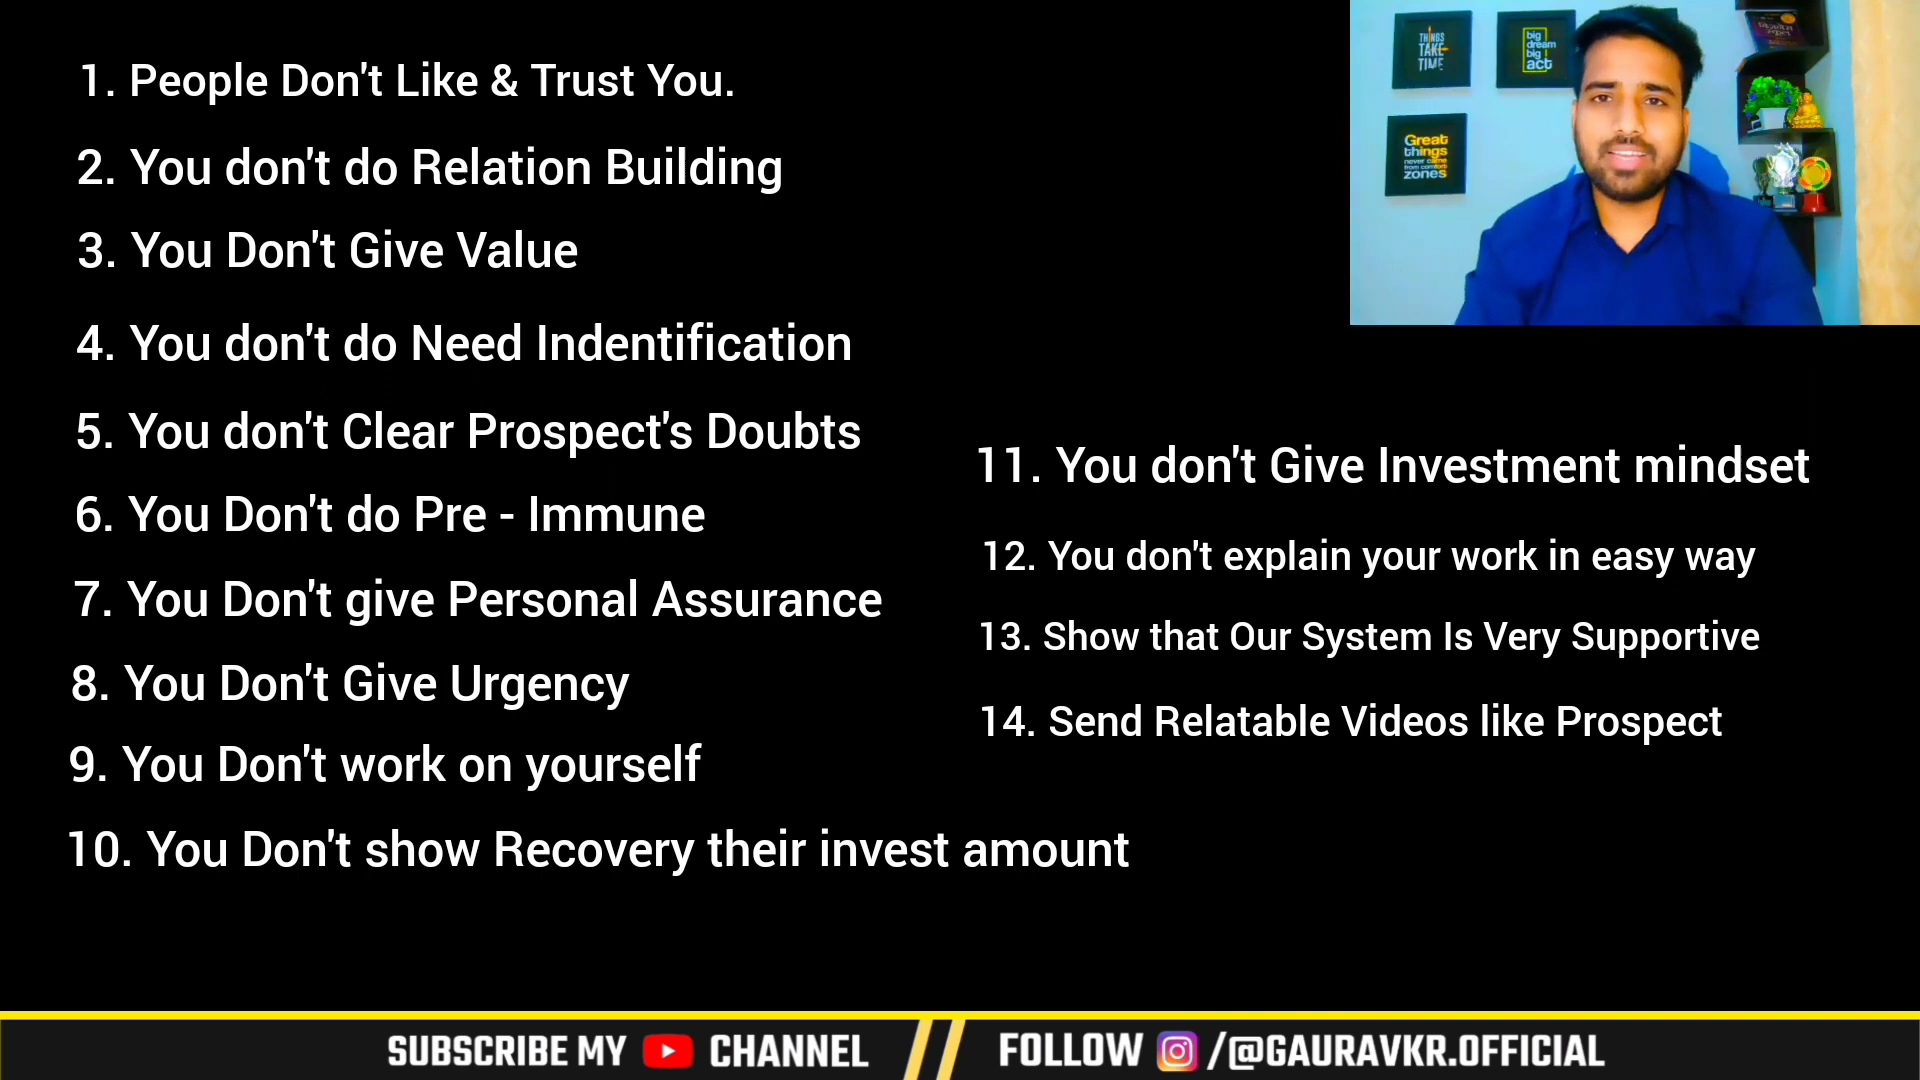 1. People Don't Like & Trust You.
2. You don't do Relation Building
3. You Don't Give Value
4. You don't do Need Indentification
5. You don't Clear Prospect's Doubts
6. You Don't do Pre - Immune
7. You Don't give Personal Assurance
8. You Don't Give Urgency
9. You Don't work on yourself
10. You Don't show Recovery their invest amount
11. You don't Give Investment mindset
12. You don't explain your work in easy way
13. Show that Our System Is Very Supportive
14. Send Relatable Videos like Prospect
THINGS
TAKE
TIME
big
dream
big
act
Great
things
never came
from comfort
zones
SUBSCRIBE MY CHANNEL
FOLLOW /@GAURAVKR.OFFICIAL